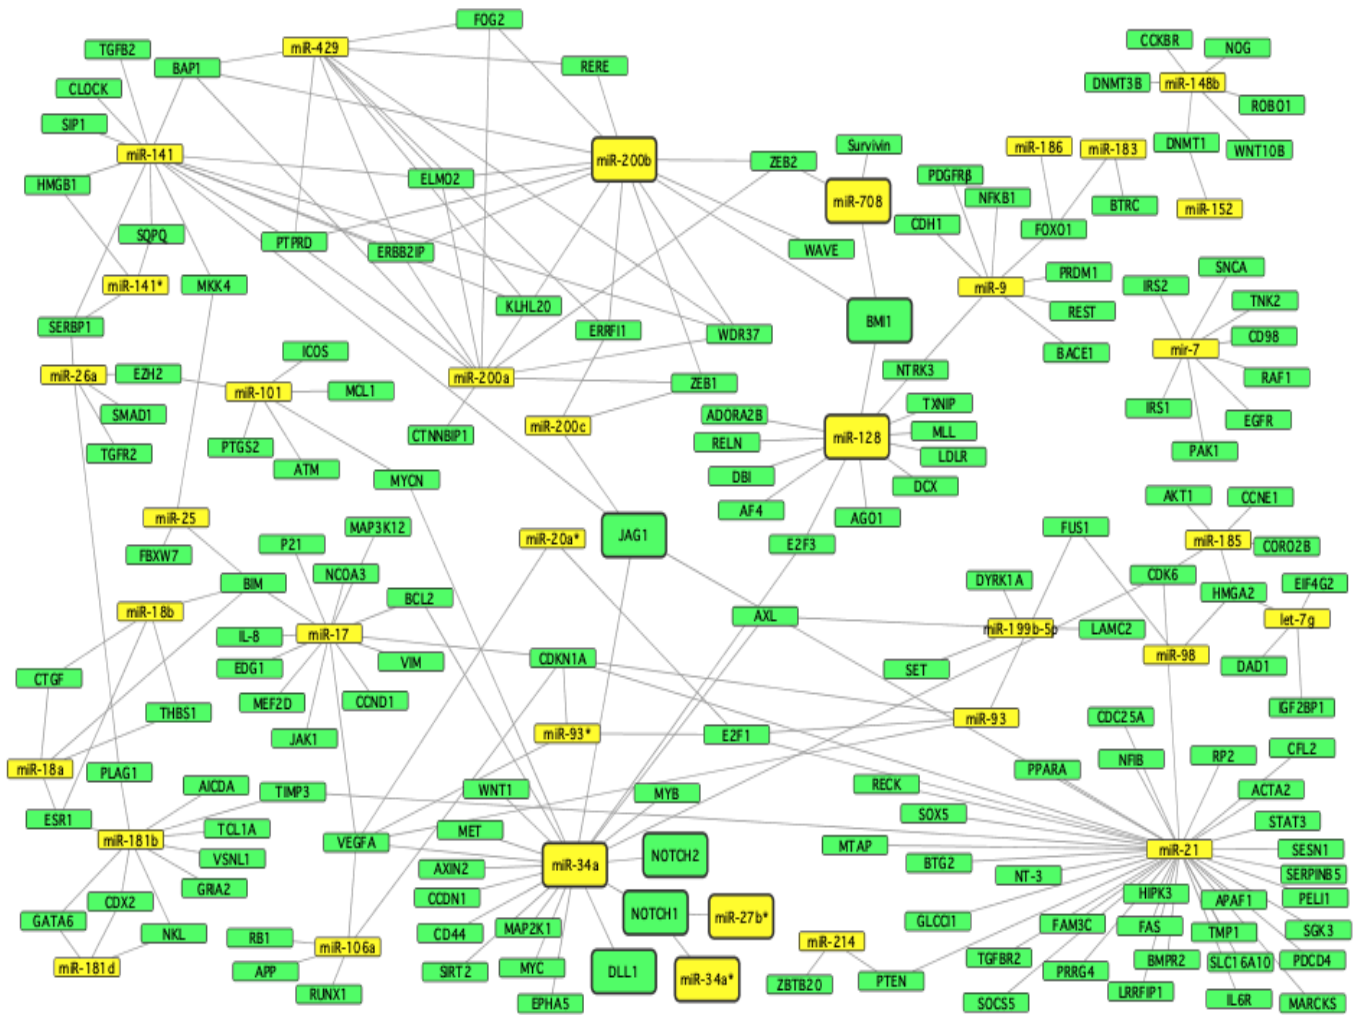 FOG2
CCKBR
NOG
TGFB2
miR-429
BAP1
RERE
DNMT3B
miR-148b
CLOCK
ROBO1
SIP1
miR-141
miR-200b
Survivin
miR-186
miR-183
DNMT1
WNT10B
ZEB2
HMGB1
ELMO2
PDGFRβ
NFKB1
miR-708
BTRC
miR-152
CDH1
FOXO1
SQPQ
PTPRD
ERBB2IP
WAVE
SNCA
PRDM1
miR-141*
MKK4
miR-9
IRS2
TNK2
KLHL20
REST
SERBP1
ERRFI1
WDR37
BMI1
CD98
ICOS
BACE1
mir-7
miR-26a
EZH2
miR-200a
ZEB1
NTRK3
RAF1
miR-101
MCL1
SMAD1
ADORA2B
TXNIP
IRS1
EGFR
miR-200c
CTNNBIP1
RELN
miR-128
MLL
TGFR2
PTGS2
LDLR
PAK1
ATM
MYCN
DBI
DCX
AKT1
CCNE1
AF4
AGO1
miR-25
MAP3K12
FUS1
miR-20a*
JAG1
miR-185
CORO2B
P21
E2F3
FBXW7
NCOA3
DYRK1A
CDK6
EIF4G2
BIM
HMGA2
BCL2
miR-18b
AXL
let-7g
IL-8
miR-17
miR-199b-5p
LAMC2
EDG1
VIM
CDKN1A
SET
miR-98
DAD1
CTGF
MEF2D
CCND1
THBS1
IGF2BP1
miR-93
CDC25A
JAK1
miR-93*
E2F1
CFL2
miR-18a
PLAG1
PPARA
NFIB
RP2
AICDA
TIMP3
WNT1
MYB
RECK
ACTA2
ESR1
SOX5
STAT3
miR-181b
TCL1A
VEGFA
MET
MTAP
miR-21
SESN1
VSNL1
AXIN2
miR-34a
NOTCH2
BTG2
NT-3
SERPINB5
GRIA2
CCDN1
HIPK3
APAF1
PELI1
CDX2
NOTCH1
miR-27b*
GATA6
NKL
RB1
CD44
MAP2K1
GLCCI1
FAM3C
FAS
TMP1
SGK3
miR-106a
miR-214
miR-181d
APP
SIRT2
MYC
DLL1
miR-34a*
TGFBR2
PRRG4
BMPR2
SLC16A10
PDCD4
RUNX1
EPHA5
ZBTB20
PTEN
SOCS5
LRRFIP1
IL6R
MARCKS